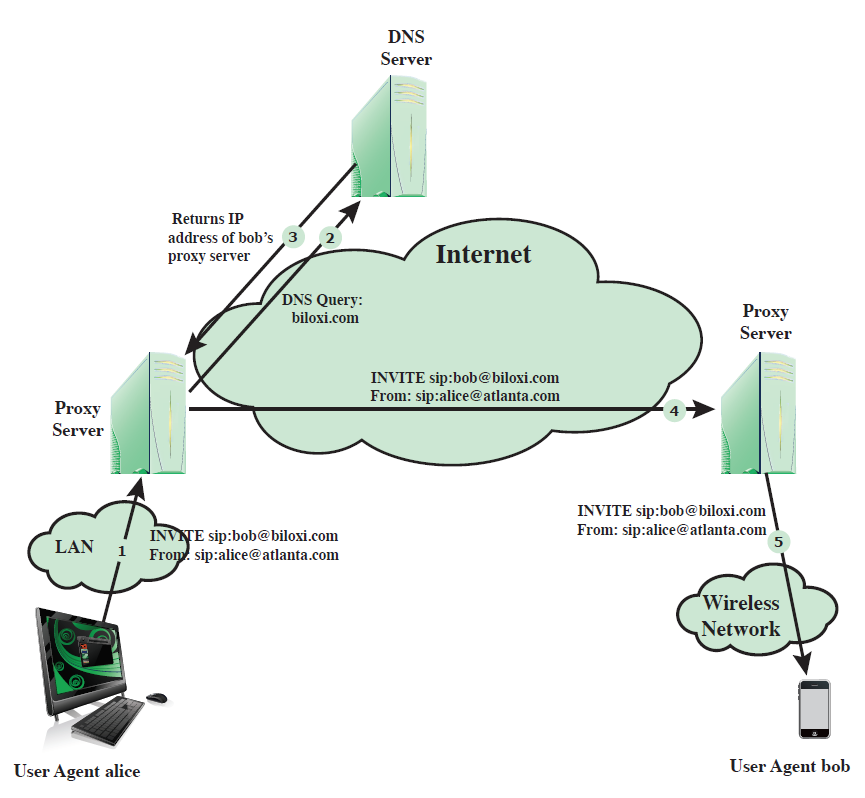 DNS
Server
Returns IP
address of bob’s
proxy server
3
2
Internet
DNS Query:
biloxi.com
Proxy
Server
INVITE sip:bob@biloxi.com
From: sip:alice@atlanta.com
4
Proxy
Server
INVITE sip:bob@biloxi.com
From: sip:alice@atlanta.com
5
LAN
1
INVITE sip:bob@biloxi.com
From: sip:alice@atlanta.com
Wireless
Network
User Agent alice
User Agent bob